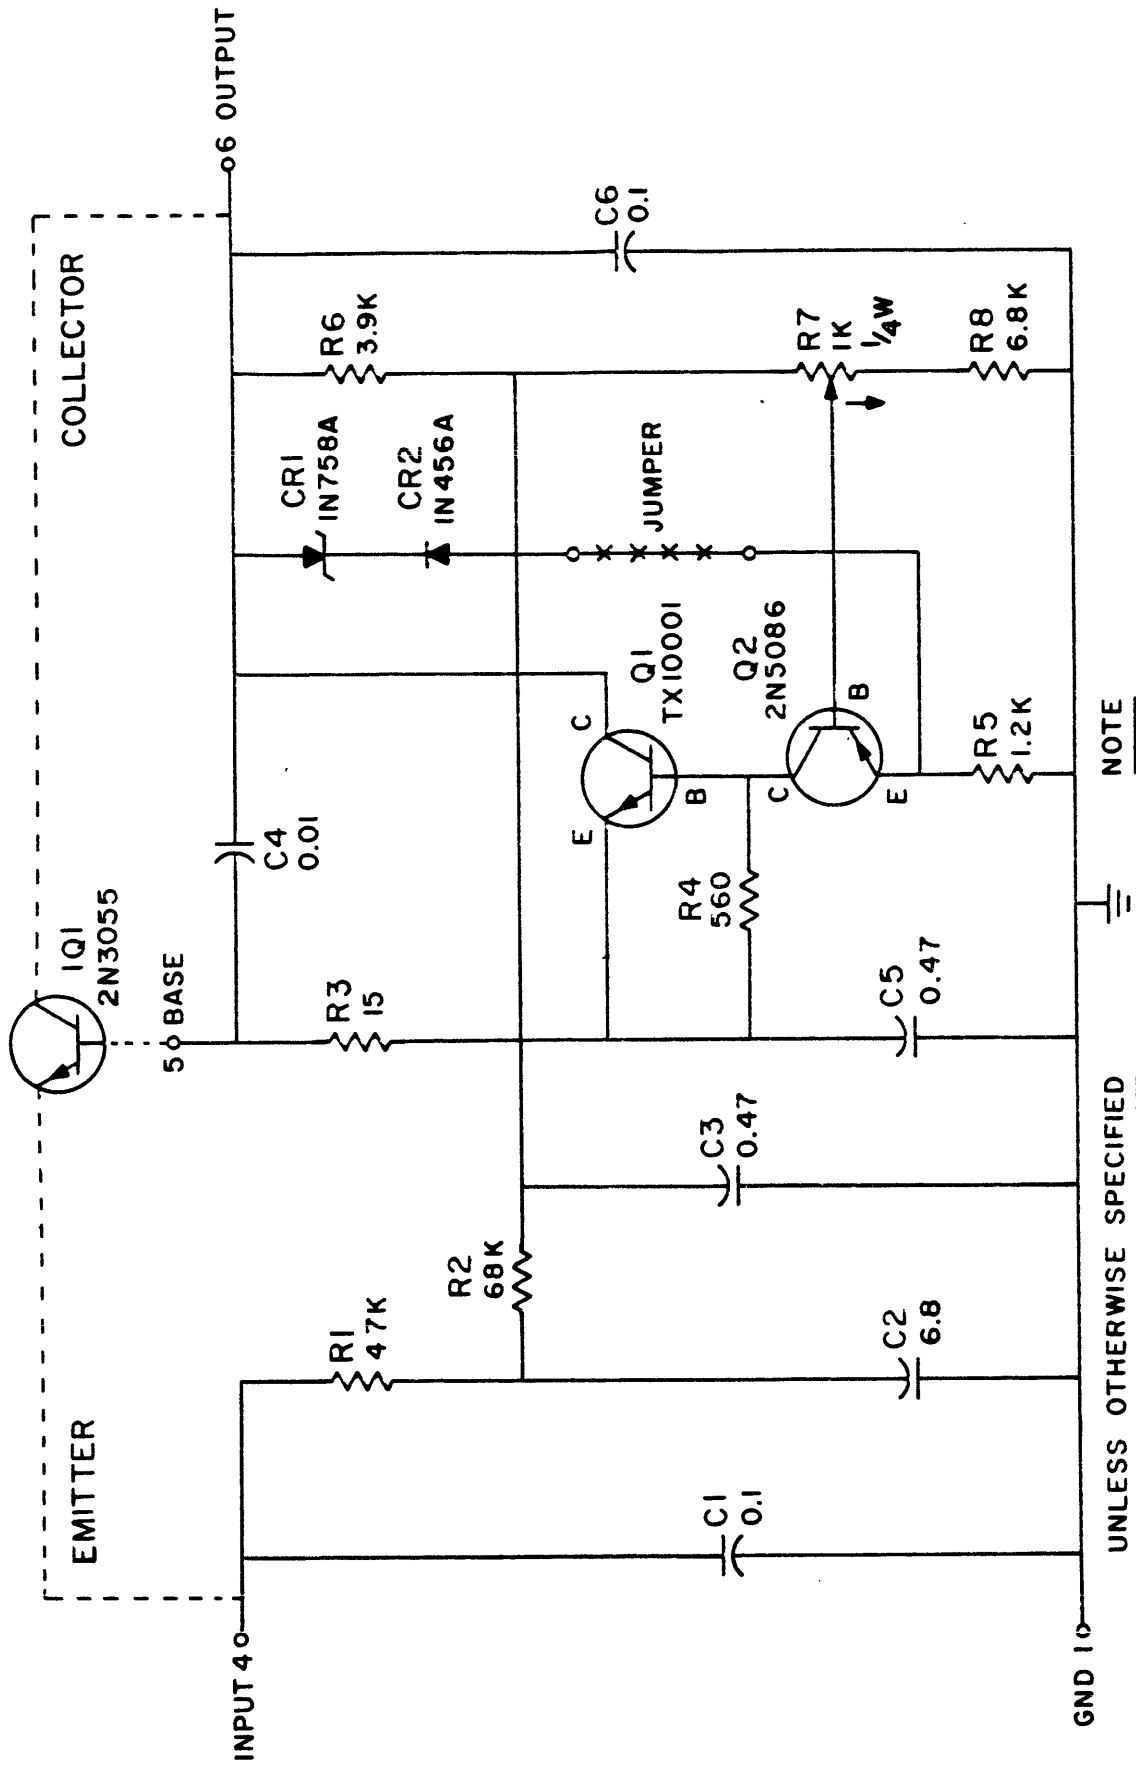 1Q1
2N3055
EMITTER
COLLECTOR
5 BASE
INPUT 4
6 OUTPUT
C4
0.01
R1
47K
R3
15
CR1
1N758A
R6
3.9K
CR2
1N456A
R2
68K
C1
0.1
C3
0.47
E
C
B
Q1
TX10001
JUMPER
C6
0.1
R4
560
C
E
B
Q2
2N5086
R7
1K
1/4W
C2
6.8
C5
0.47
R5
1.2K
R8
6.8K
GND 1
NOTE
UNLESS OTHERWISE SPECIFIED